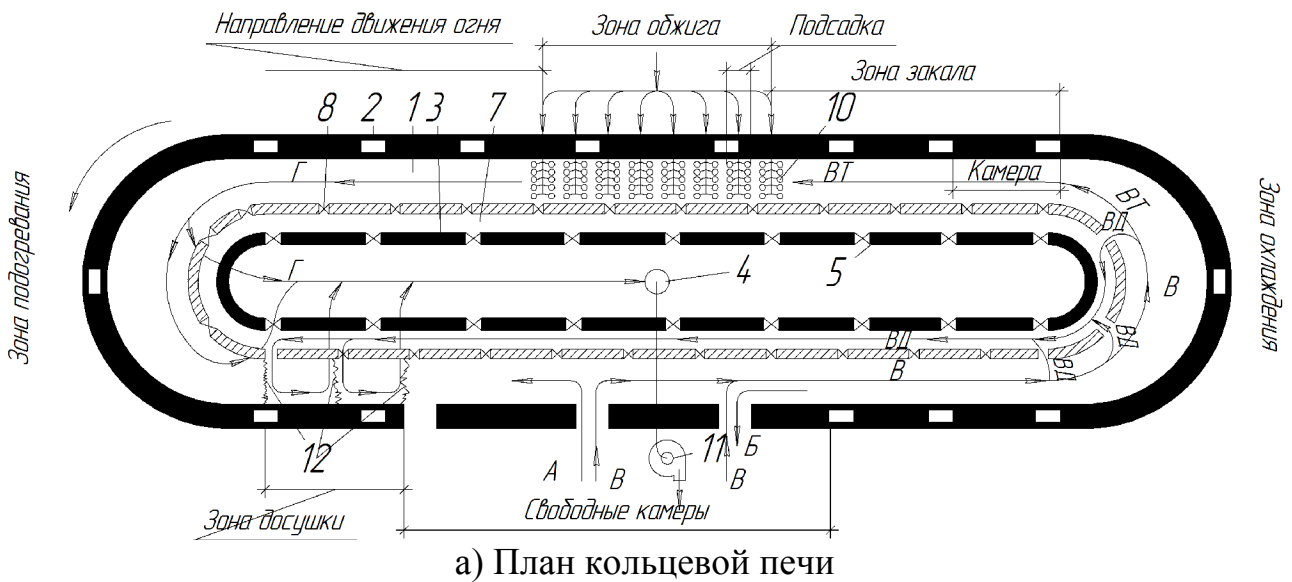 Направление движения огня
Зона обжига
Подсадка
Зона закала
8 2 1 3 7 10
Г ВТ Камера
ВТ
ВД
Зона подогревания
Зона охлаждения
Г 4 5 В
ВД ВД
В ВД
12 А В 11 Б В
Зона досушки
Свободные камеры
а) План кольцевой печи